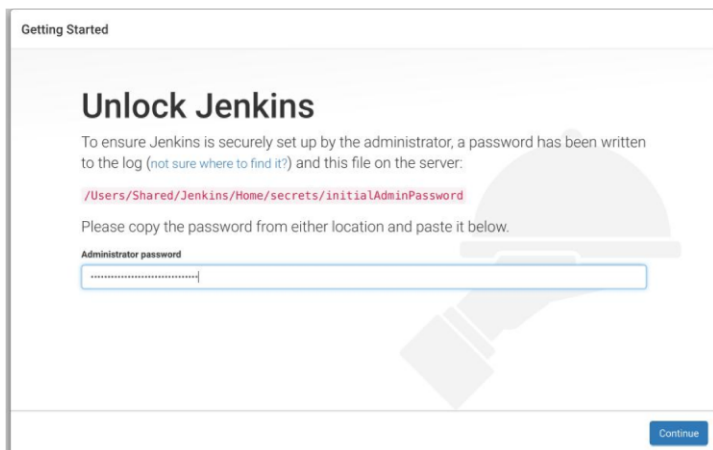 Getting Started
Unlock Jenkins
To ensure Jenkins is securely set up by the administrator, a password has been written
to the log (not sure where to find it?) and this file on the server:
/Users/Shared/Jenkins/Home/secrets/initialAdminPassword
Please copy the password from either location and paste it below.
Administrator password
Continue